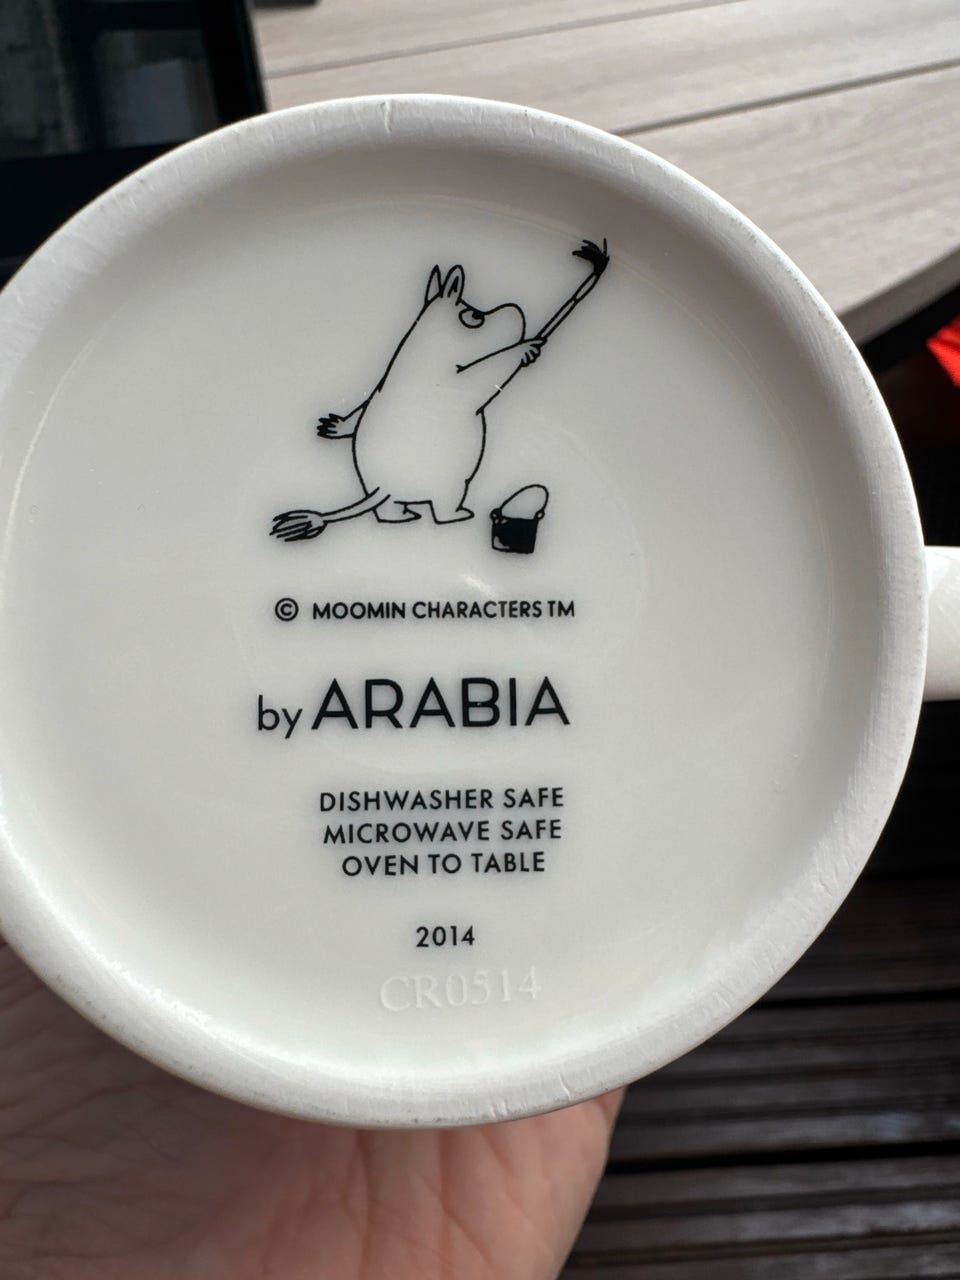 © MOOMIN CHARACTERS TM
by ARABIA
DISHWASHER SAFE
MICROWAVE SAFE
OVEN TO TABLE
2014
CR0514